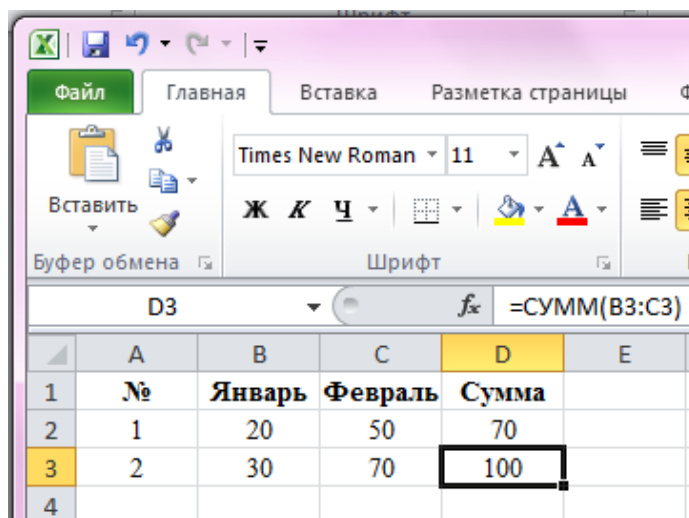 Шрифт
Файл Главная Вставка Разметка страницы Ф
Times New Roman 11 A A
Вставить Ж К Ч
Буфер обмена Шрифт
D3 fx =СУММ(B3:C3)
A B C D E
1 № Январь Февраль Сумма
2 1 20 50 70
3 2 30 70 100
4